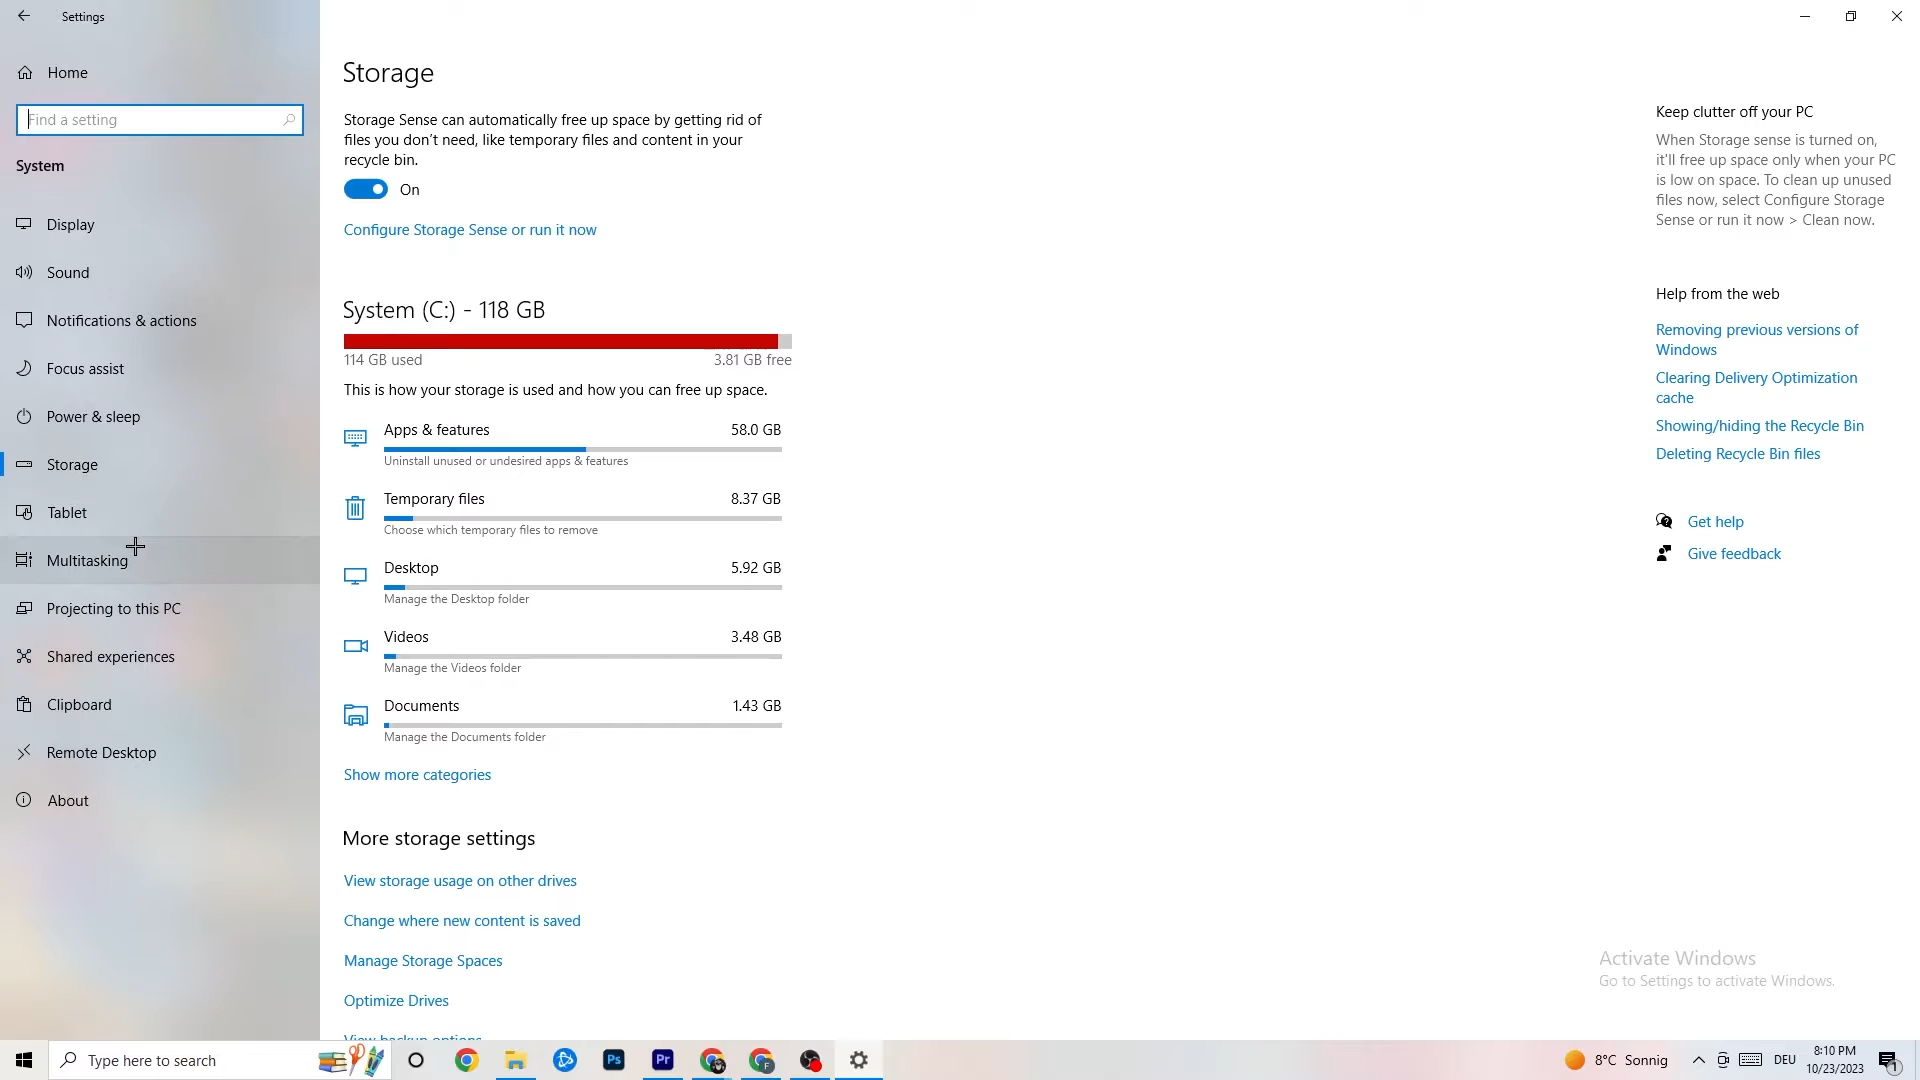 Settings
Home
Find a setting
System
Display
Sound
Notifications & actions
Focus assist
Power & sleep
Storage
Tablet
Multitasking
Projecting to this PC
Shared experiences
Clipboard
Remote Desktop
About
Storage
Storage Sense can automatically free up space by getting rid of
files you don't need, like temporary files and content in your
recycle bin.
On
Configure Storage Sense or run it now
System (C:) - 118 GB
114 GB used
3.81 GB free
This is how your storage is used and how you can free up space.
Apps & features
58.0 GB
Uninstall unused or undesired apps & features
Temporary files
8.37 GB
Choose which temporary files to remove
Desktop
5.92 GB
Manage the Desktop folder
Videos
3.48 GB
Manage the Videos folder
Documents
1.43 GB
Manage the Documents folder
Show more categories
More storage settings
View storage usage on other drives
Change where new content is saved
Manage Storage Spaces
Optimize Drives
View backup options
Keep clutter off your PC
When Storage sense is turned on,
it'll free up space only when your PC
is low on space. To clean up unused
files now, select Configure Storage
Sense or run it now > Clean now.
Help from the web
Removing previous versions of
Windows
Clearing Delivery Optimization
cache
Showing/hiding the Recycle Bin
Deleting Recycle Bin files
Get help
Give feedback
Activate Windows
Go to Settings to activate Windows.
Type here to search
Ps
Pr
F
8°C Sonnig
DEU
8:10 PM
10/23/2023
1